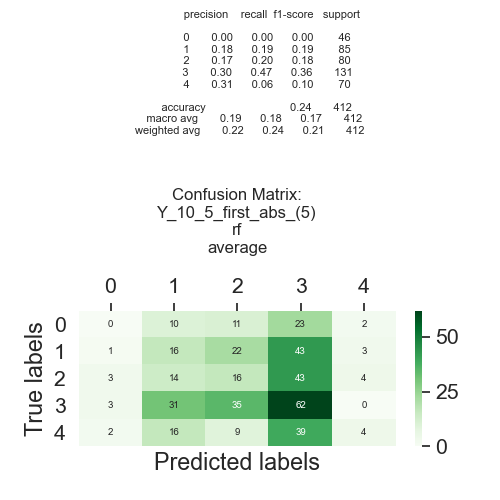 precision recall f1-score support
0 0.00 0.00 0.00 46
1 0.18 0.19 0.19 85
2 0.17 0.20 0.18 80
3 0.30 0.47 0.36 131
4 0.31 0.06 0.10 70
accuracy 0.24 412
macro avg 0.19 0.18 0.17 412
weighted avg 0.22 0.24 0.21 412
Confusion Matrix:
Y_10_5_first_abs_(5)
rf
average
0 1 2 3 4
0 0 10 11 23 2
1 1 16 22 43 3
2 3 14 16 43 4
3 3 31 35 62 0
4 2 16 9 39 4
True labels
Predicted labels
50
25
0